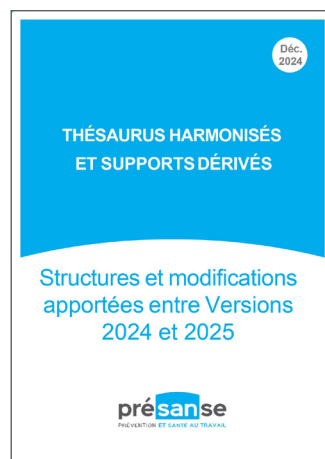 Déc.
2024
THÉSAURUS HARMONISÉS
ET SUPPORTS DÉRIVÉS
Structures et modifications
apportées entre Versions
2024 et 2025
présanse
PRÉVENTION ET SANTÉ AU TRAVAIL